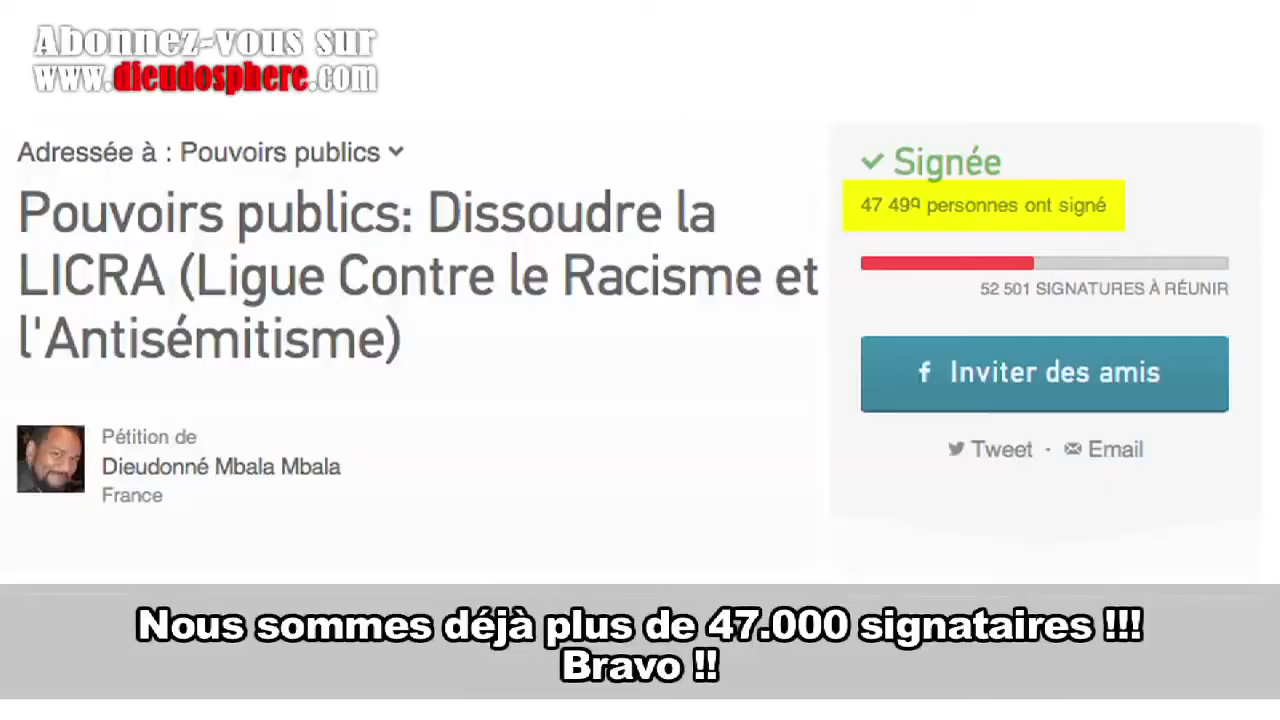 Abonnez-vous sur
www.dieudosphere.com
Adressée à : Pouvoirs publics
Pouvoirs publics: Dissoudre la
LICRA (Ligue Contre le Racisme et
l'Antisémitisme)
Pétition de
Dieudonné Mbala Mbala
France
Signée
47 499 personnes ont signé
52 501 SIGNATURES À RÉUNIR
f Inviter des amis
Tweet · Email
Nous sommes déjà plus de 47.000 signataires !!!
Bravo !!